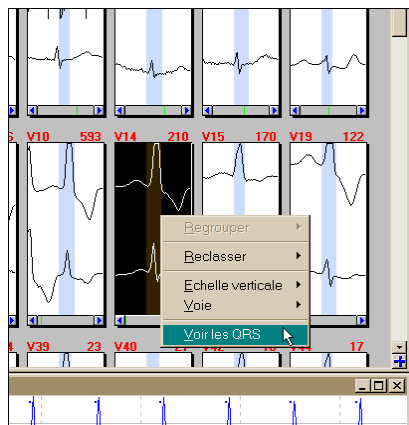 V10 593 V14 210 V15 170 V19 122
Regrouper
Reclasser
Echelle verticale
Voie
Voir les QRS
V39 23 V40 17